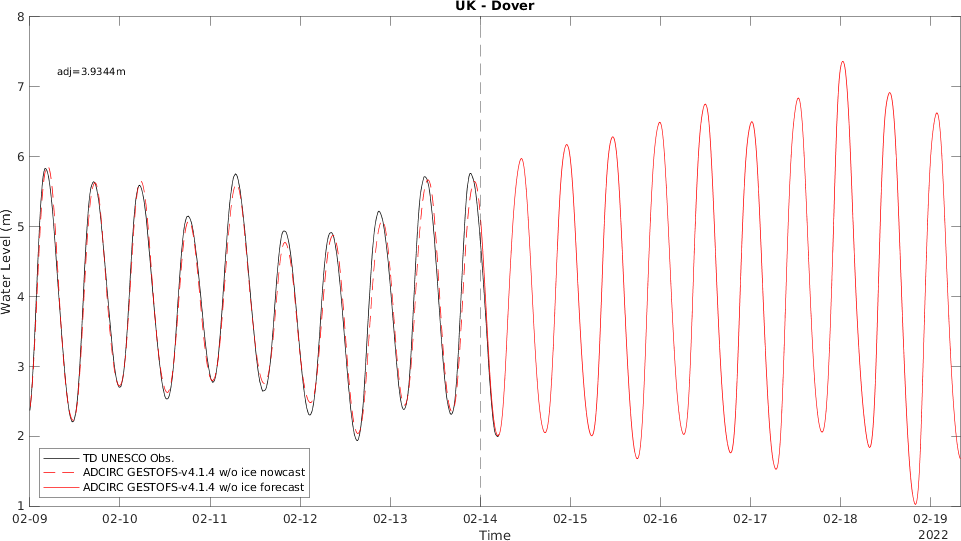 UK - Dover
8
adj=3.9344m
7
6
5
4
3
2
1
Water Level (m)
TD UNESCO Obs.
ADCIRC GESTOFS-v4.1.4 w/o ice nowcast
ADCIRC GESTOFS-v4.1.4 w/o ice forecast
02-09 02-10 02-11 02-12 02-13 02-14 02-15 02-16 02-17 02-18 02-19
Time
2022